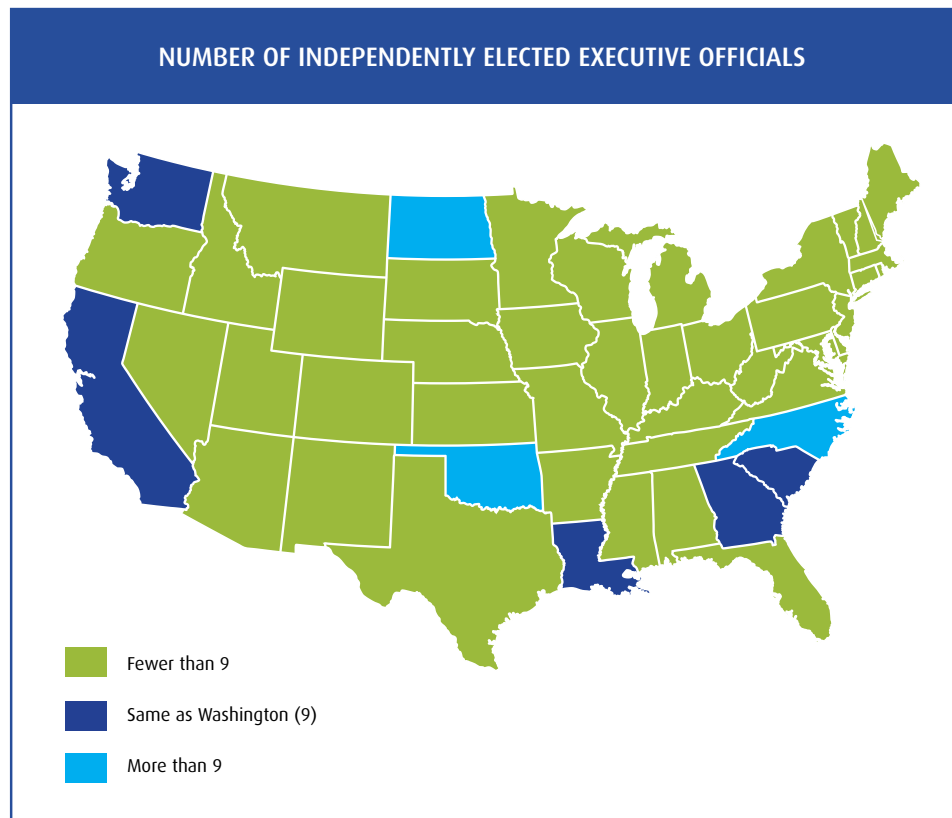 NUMBER OF INDEPENDENTLY ELECTED EXECUTIVE OFFICIALS
Fewer than 9
Same as Washington (9)
More than 9